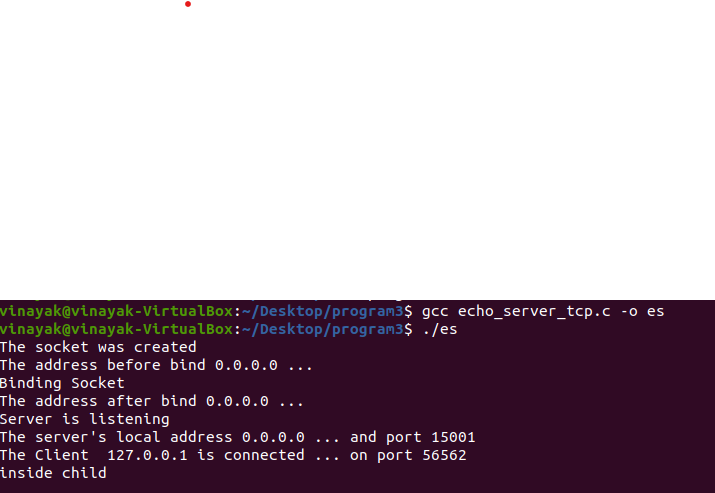 vinayak@vinayak-VirtualBox:~/Desktop/program3$ gcc echo_server_tcp.c -o es
vinayak@vinayak-VirtualBox:~/Desktop/program3$ ./es
The socket was created
The address before bind 0.0.0.0 ...
Binding Socket
The address after bind 0.0.0.0 ...
Server is listening
The server's local address 0.0.0.0 ... and port 15001
The Client  127.0.0.1 is connected ... on port 56562
inside child